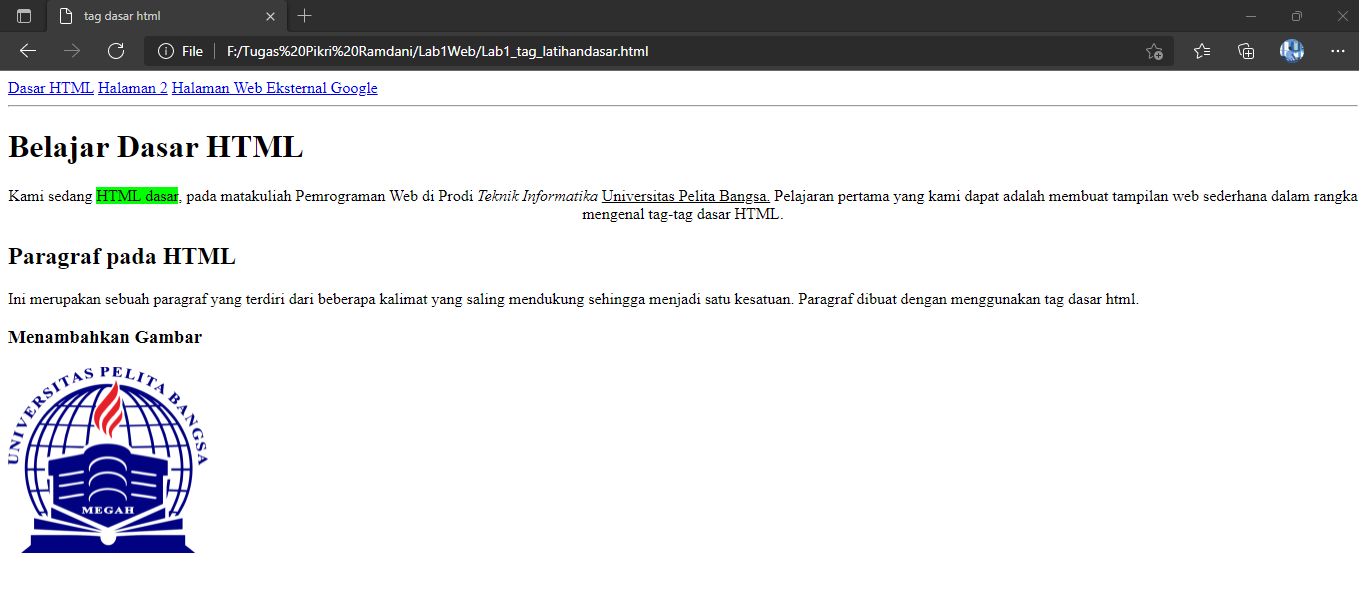 tag dasar html
File F:/Tugas%20Pikri%20Ramdani/Lab1Web/Lab1_tag_latihandasar.html
Dasar HTML Halaman 2 Halaman Web Eksternal Google
Belajar Dasar HTML
Kami sedang HTML dasar, pada matakuliah Pemrograman Web di Prodi Teknik Informatika Universitas Pelita Bangsa. Pelajaran pertama yang kami dapat adalah membuat tampilan web sederhana dalam rangka
mengenal tag-tag dasar HTML.
Paragraf pada HTML
Ini merupakan sebuah paragraf yang terdiri dari beberapa kalimat yang saling mendukung sehingga menjadi satu kesatuan. Paragraf dibuat dengan menggunakan tag dasar html.
Menambahkan Gambar
UNIVERSITAS PELITA BANGSA
MEGAH